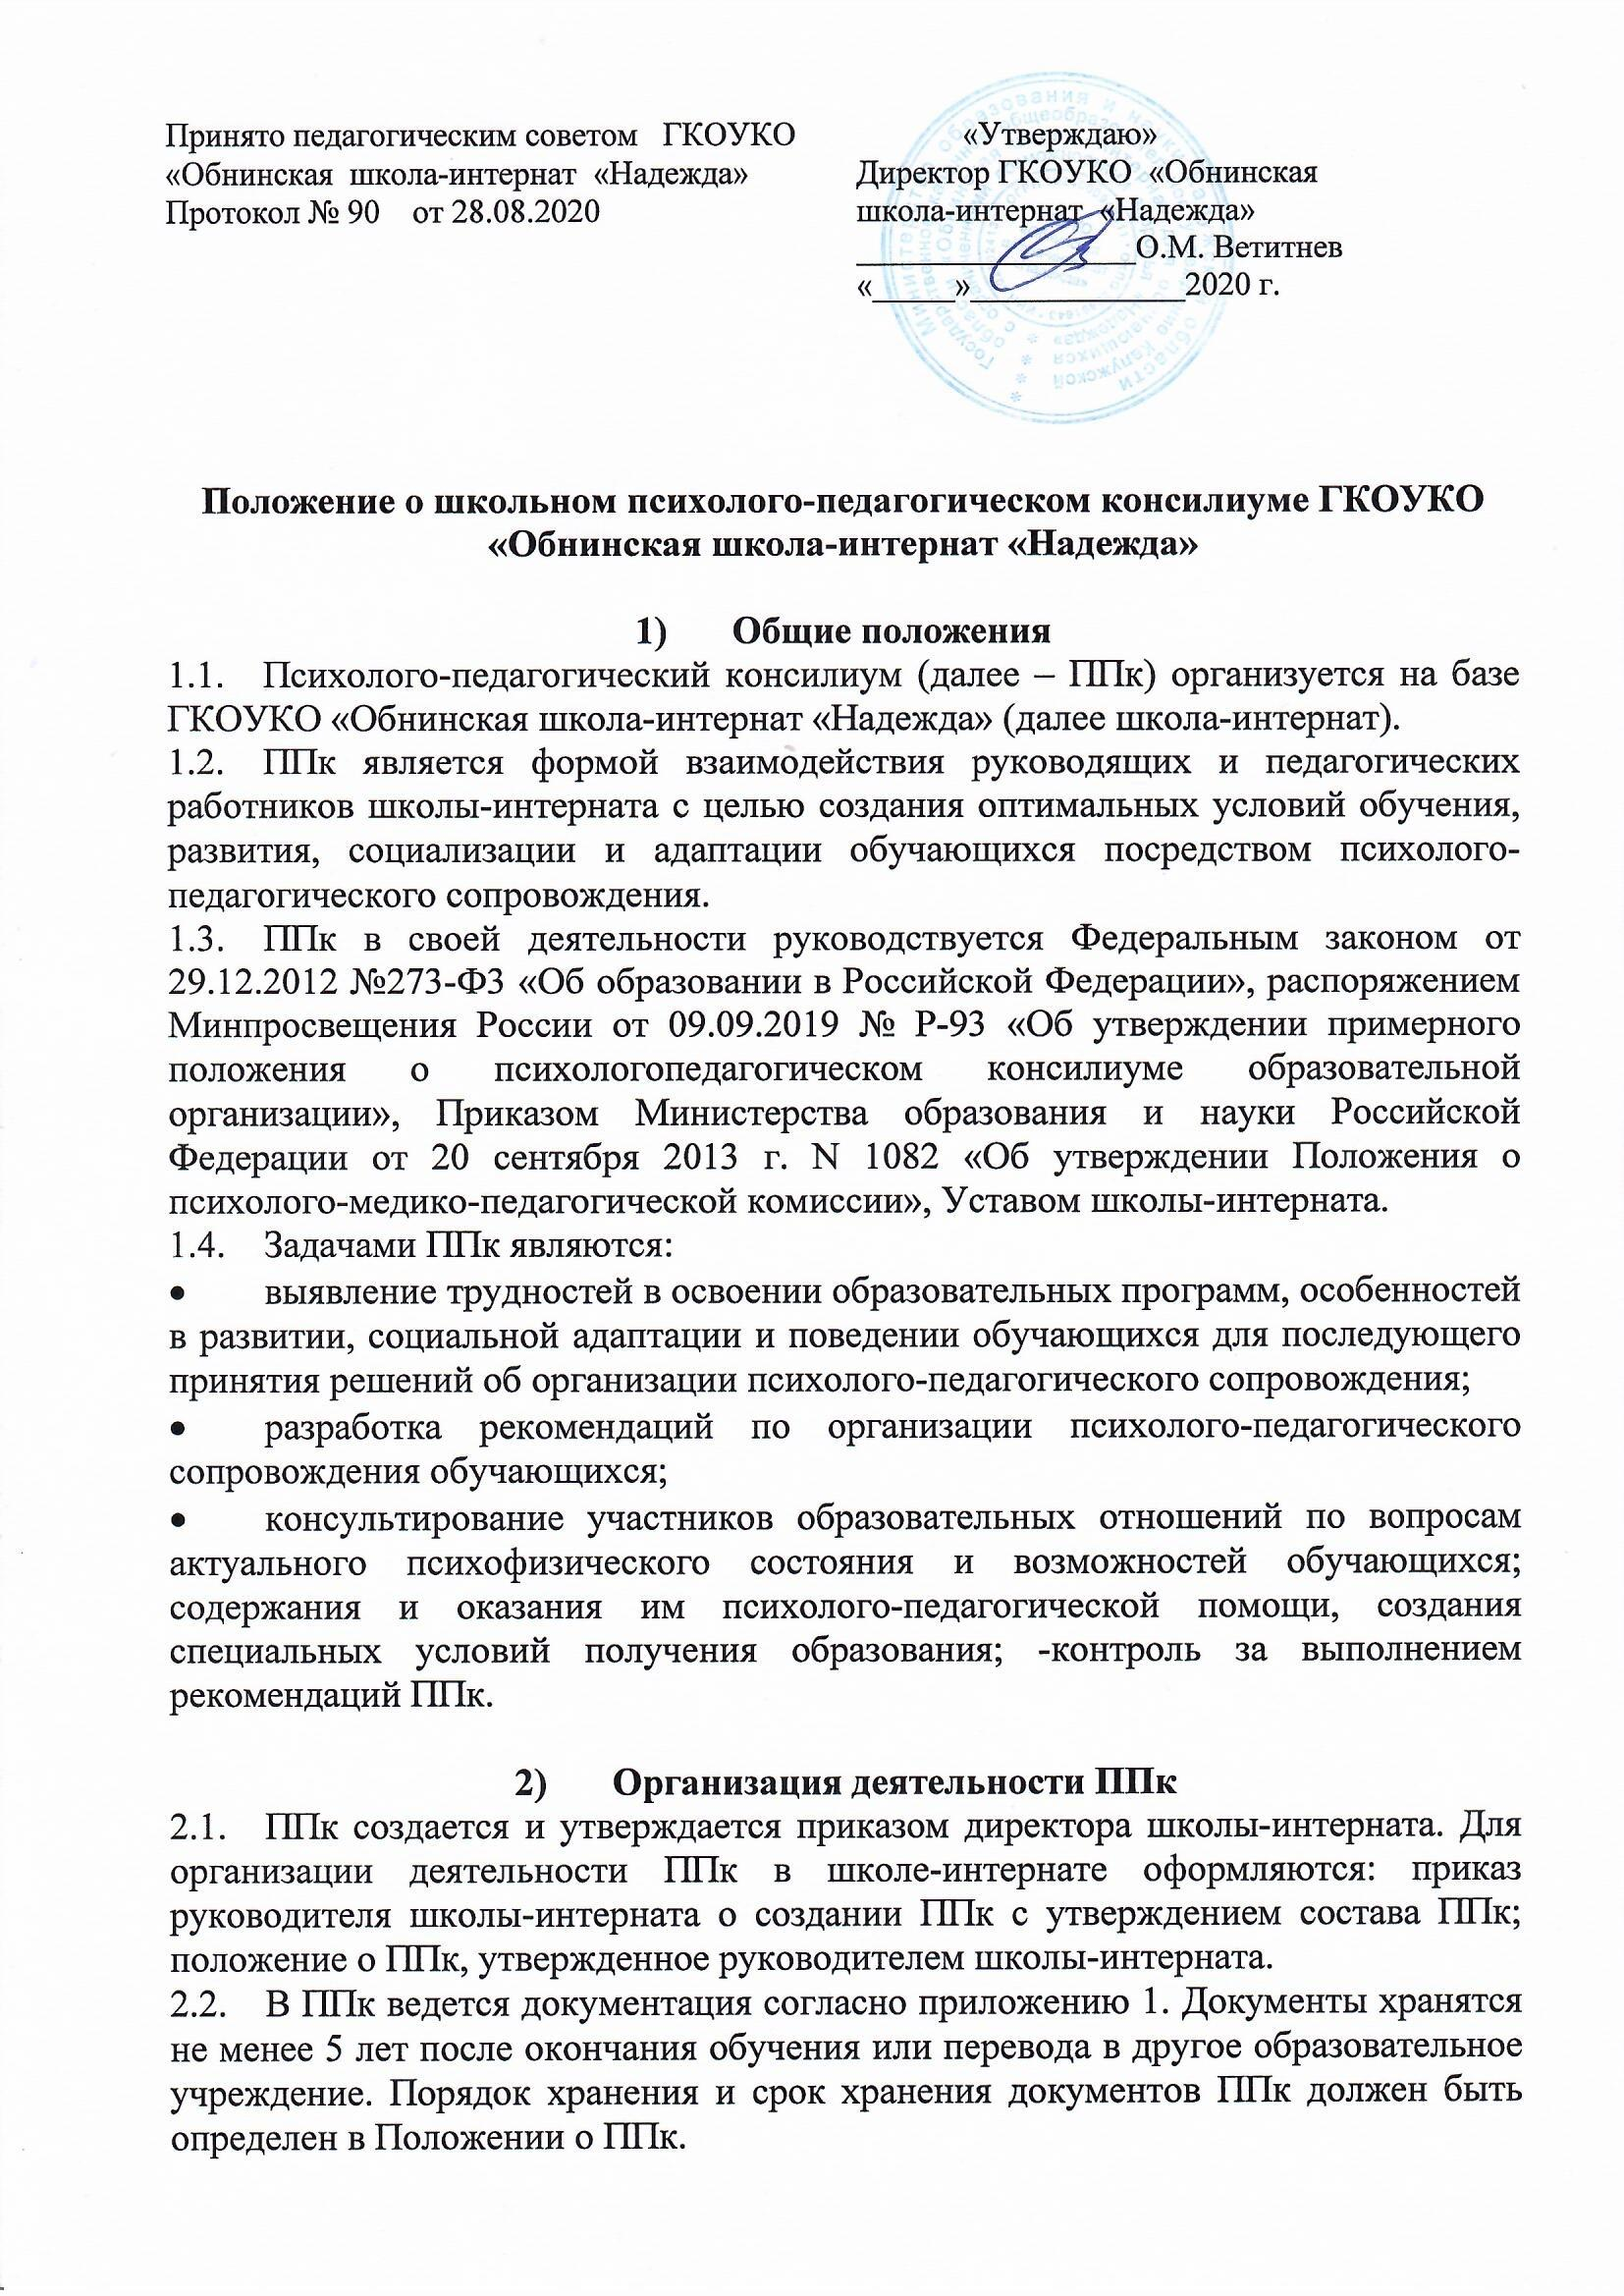 Принято педагогическим советом ГКОУКО
«Обнинская школа-интернат «Надежда»
Протокол № 90 от 28.08.2020
«Утверждаю»
Директор ГКОУКО «Обнинская
школа-интернат «Надежда»
_________________О.М. Ветитнев
«_____»_____________2020 г.
Положение о школьном психолого-педагогическом консилиуме ГКОУКО
«Обнинская школа-интернат «Надежда»
1) Общие положения
1.1. Психолого-педагогический консилиум (далее – ППк) организуется на базе
ГКОУКО «Обнинская школа-интернат «Надежда» (далее школа-интернат).
1.2. ППк является формой взаимодействия руководящих и педагогических
работников школы-интерната с целью создания оптимальных условий обучения,
развития, социализации и адаптации обучающихся посредством психолого-
педагогического сопровождения.
1.3. ППк в своей деятельности руководствуется Федеральным законом от
29.12.2012 №273-ФЗ «Об образовании в Российской Федерации», распоряжением
Минпросвещения России от 09.09.2019 № Р-93 «Об утверждении примерного
положения о психологопедагогическом консилиуме образовательной
организации», Приказом Министерства образования и науки Российской
Федерации от 20 сентября 2013 г. N 1082 «Об утверждении Положения о
психолого-медико-педагогической комиссии», Уставом школы-интерната.
1.4. Задачами ППк являются:
• выявление трудностей в освоении образовательных программ, особенностей
в развитии, социальной адаптации и поведении обучающихся для последующего
принятия решений об организации психолого-педагогического сопровождения;
• разработка рекомендаций по организации психолого-педагогического
сопровождения обучающихся;
• консультирование участников образовательных отношений по вопросам
актуального психофизического состояния и возможностей обучающихся;
содержания и оказания им психолого-педагогической помощи, создания
специальных условий получения образования; -контроль за выполнением
рекомендаций ППк.
2) Организация деятельности ППк
2.1. ППк создается и утверждается приказом директора школы-интерната. Для
организации деятельности ППк в школе-интернате оформляются: приказ
руководителя школы-интерната о создании ППк с утверждением состава ППк;
положение о ППк, утвержденное руководителем школы-интерната.
2.2. В ППк ведется документация согласно приложению 1. Документы хранятся
не менее 5 лет после окончания обучения или перевода в другое образовательное
учреждение. Порядок хранения и срок хранения документов ППк должен быть
определен в Положении о ППк.